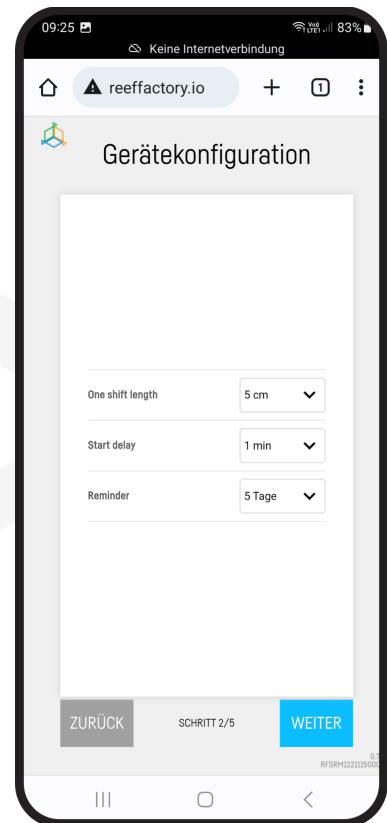 09:25 83%
Keine Internetverbindung
reeffactory.io 1
Gerätekonfiguration
One shift length 5 cm
Start delay 1 min
Reminder 5 Tage
ZURÜCK SCHRITT 2/5 WEITER